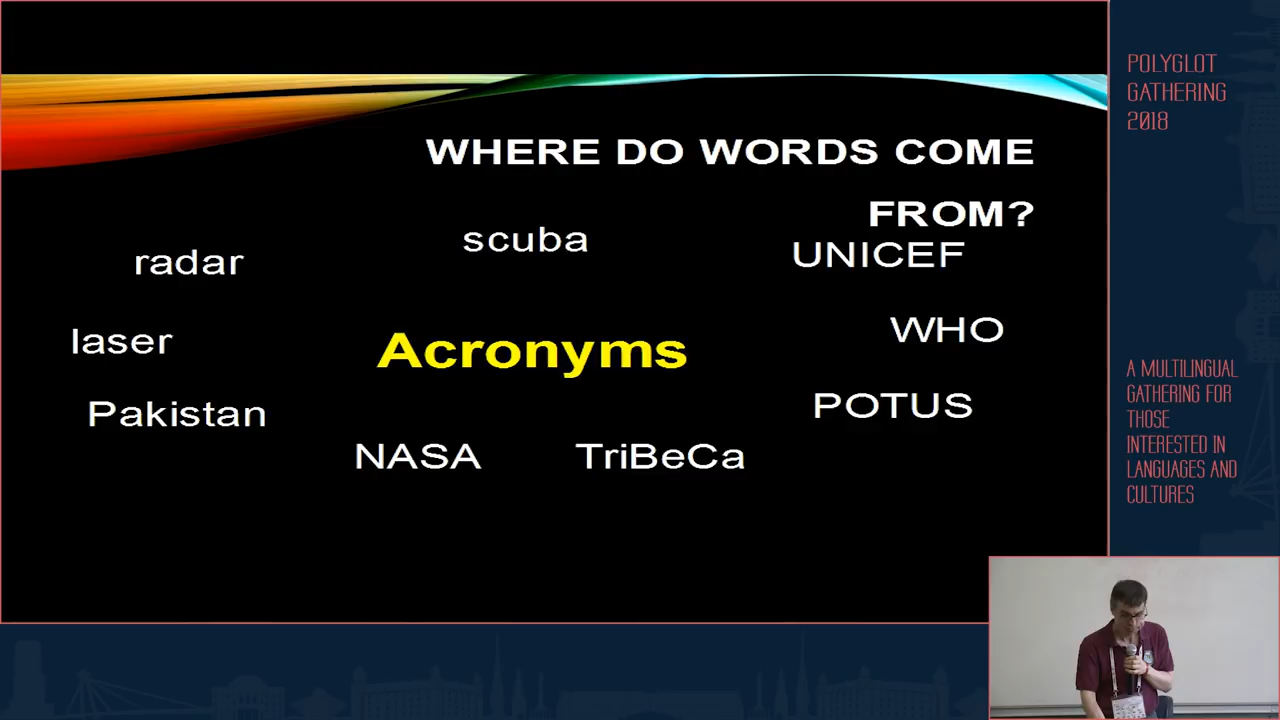 WHERE DO WORDS COME
FROM?
scuba
UNICEF
radar
WHO
laser
Acronyms
POTUS
Pakistan
NASA
TriBeCa
POLYGLOT
GATHERING
2018
A MULTILINGUAL
GATHERING FOR
THOSE
INTERESTED IN
LANGUAGES AND
CULTURES